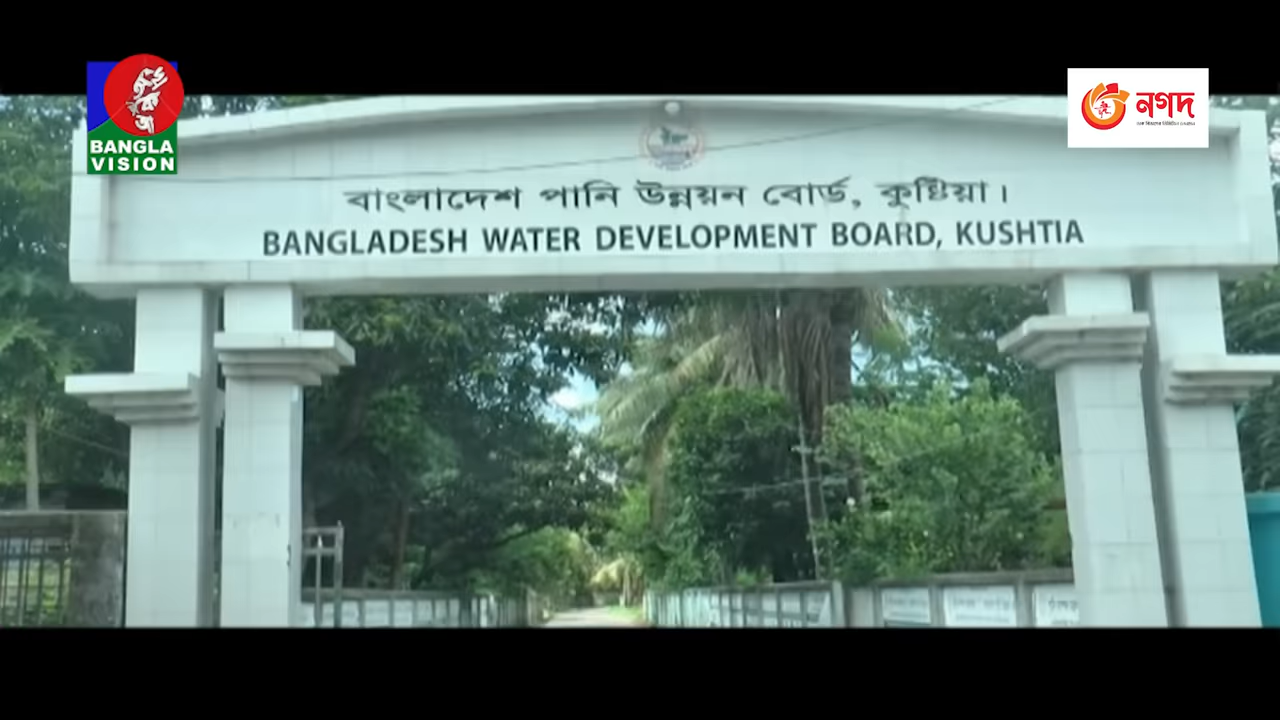 BANGLA
VISION
নগদ
বাংলাদেশ পানি উন্নয়ন বোর্ড, কুষ্টিয়া।
BANGLADESH WATER DEVELOPMENT BOARD, KUSHTIA